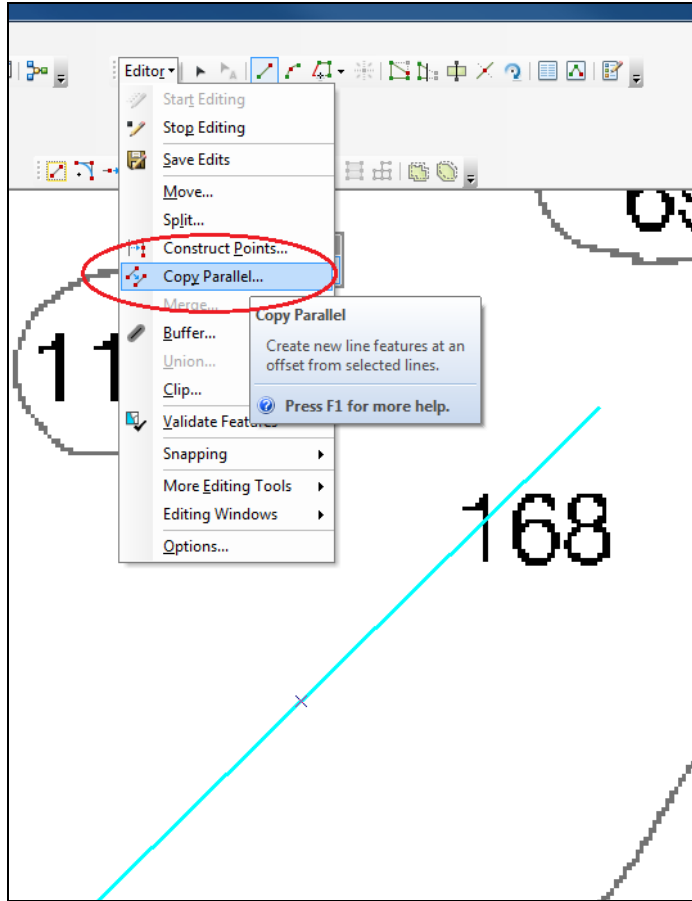 Editor
Start Editing
Stop Editing
Save Edits
Move...
Split...
Construct Points...
Copy Parallel...
Merge...
Copy Parallel
Buffer...
Create new line features at an
offset from selected lines.
Union...
Clip...
Press F1 for more help.
Validate Features
Snapping
More Editing Tools
Editing Windows
Options...
11
168